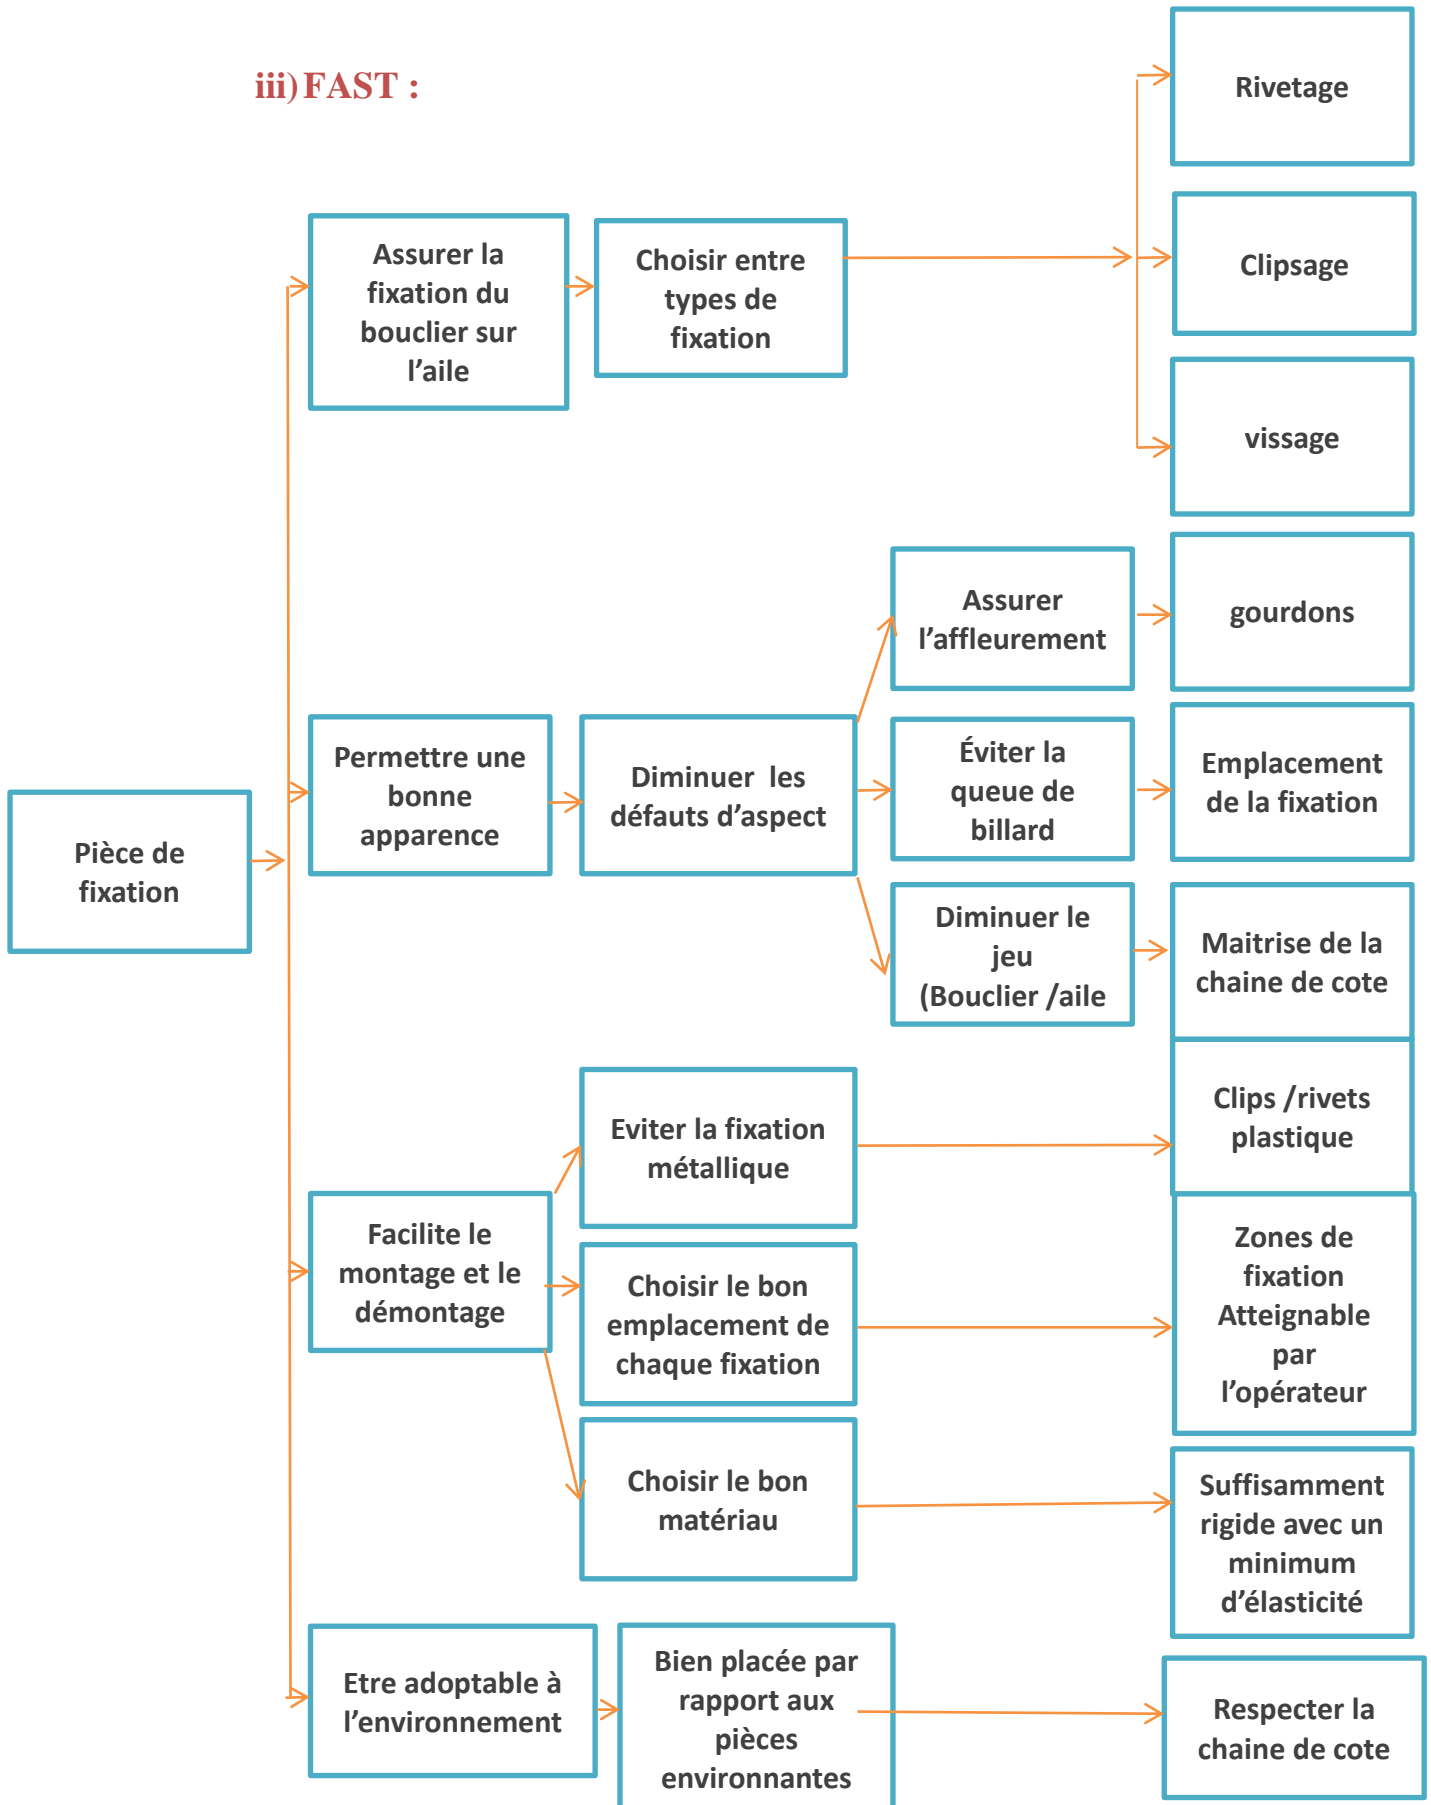 iii) FAST :
Rivetage
Assurer la
fixation du
bouclier sur
l'aile
Choisir entre
types de
fixation
Clipsage
vissage
Assurer
l'affleurement
gourdons
Permettre une
bonne
apparence
Diminuer les
défauts d'aspect
Éviter la
queue de
billard
Emplacement
de la fixation
Pièce de
fixation
Diminuer le
jeu
(Bouclier /aile
Maitrise de la
chaine de cote
Eviter la fixation
métallique
Clips /rivets
plastique
Facilite le
montage et le
démontage
Choisir le bon
emplacement de
chaque fixation
Zones de
fixation
Atteignable
par
l'opérateur
Choisir le bon
matériau
Suffisamment
rigide avec un
minimum
d'élasticité
Etre adoptable à
l'environnement
Bien placée par
rapport aux
pièces
environnantes
Respecter la
chaine de cote